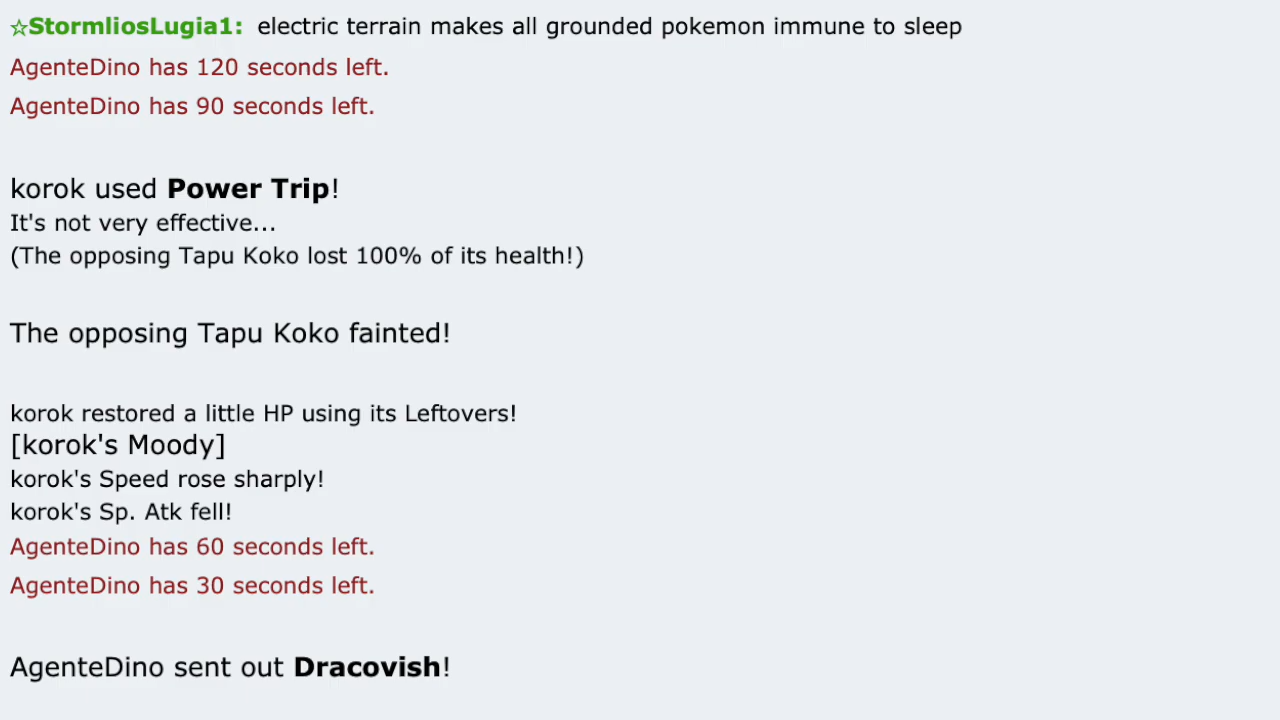 ☆StormliosLugia1: electric terrain makes all grounded pokemon immune to sleep
AgenteDino has 120 seconds left.
AgenteDino has 90 seconds left.
korok used Power Trip!
It's not very effective...
(The opposing Tapu Koko lost 100% of its health!)
The opposing Tapu Koko fainted!
korok restored a little HP using its Leftovers!
[korok's Moody]
korok's Speed rose sharply!
korok's Sp. Atk fell!
AgenteDino has 60 seconds left.
AgenteDino has 30 seconds left.
AgenteDino sent out Dracovish!